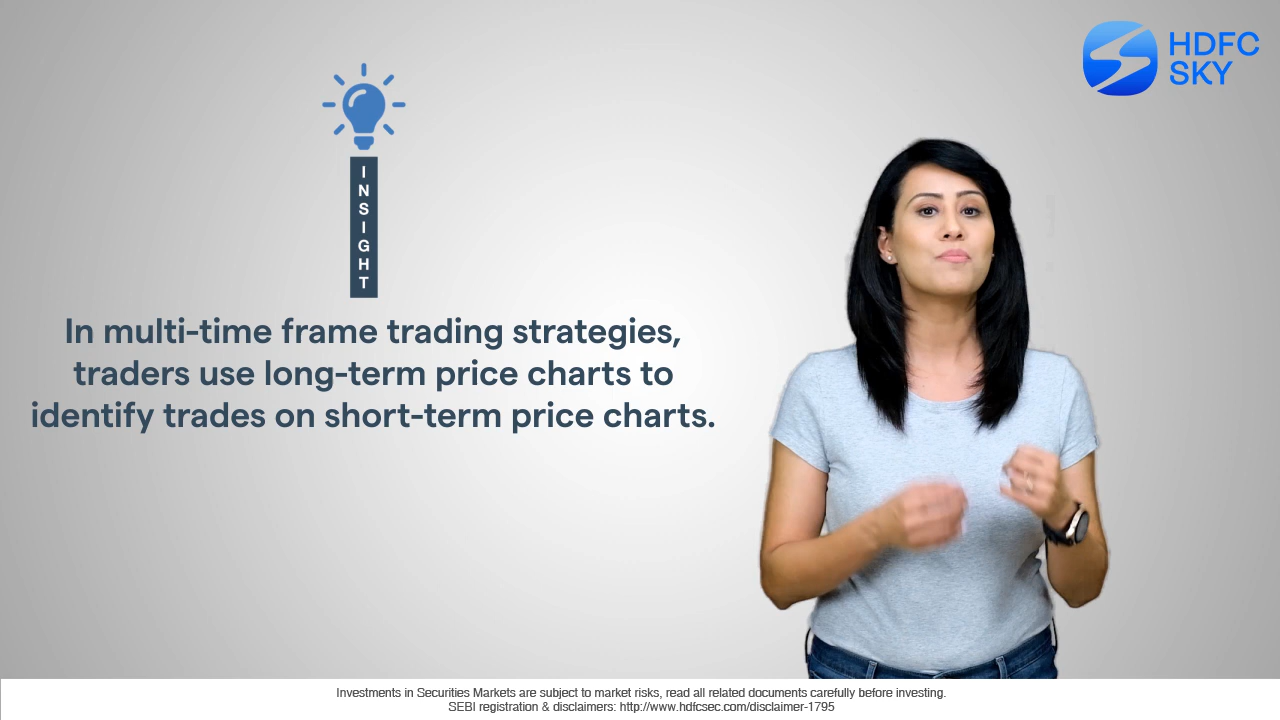 HDFC
SKY
INSIGHT
In multi-time frame trading strategies,
traders use long-term price charts to
identify trades on short-term price charts.
Investments in Securities Markets are subject to market risks, read all related documents carefully before investing.
SEBI registration & disclaimers: http://www.hdfcsec.com/disclaimer-1795